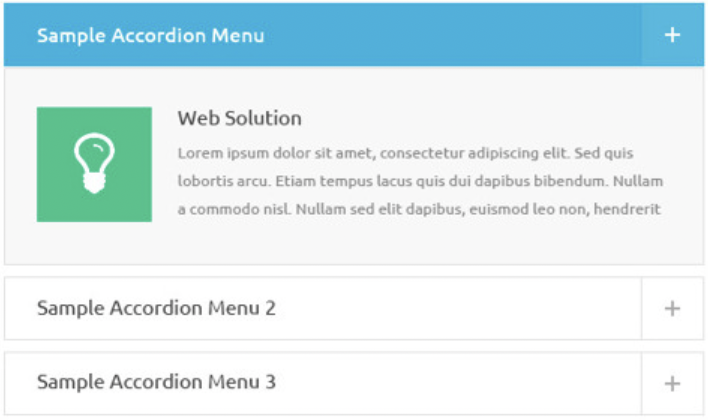 Sample Accordion Menu +
Web Solution
Lorem ipsum dolor sit amet, consectetur adipiscing elit. Sed quis
lobortis arcu. Etiam tempus lacus quis dui dapibus bibendum. Nullam
a commodo nisl. Nullam sed elit dapibus, euismod leo non, hendrerit
Sample Accordion Menu 2 +
Sample Accordion Menu 3 +